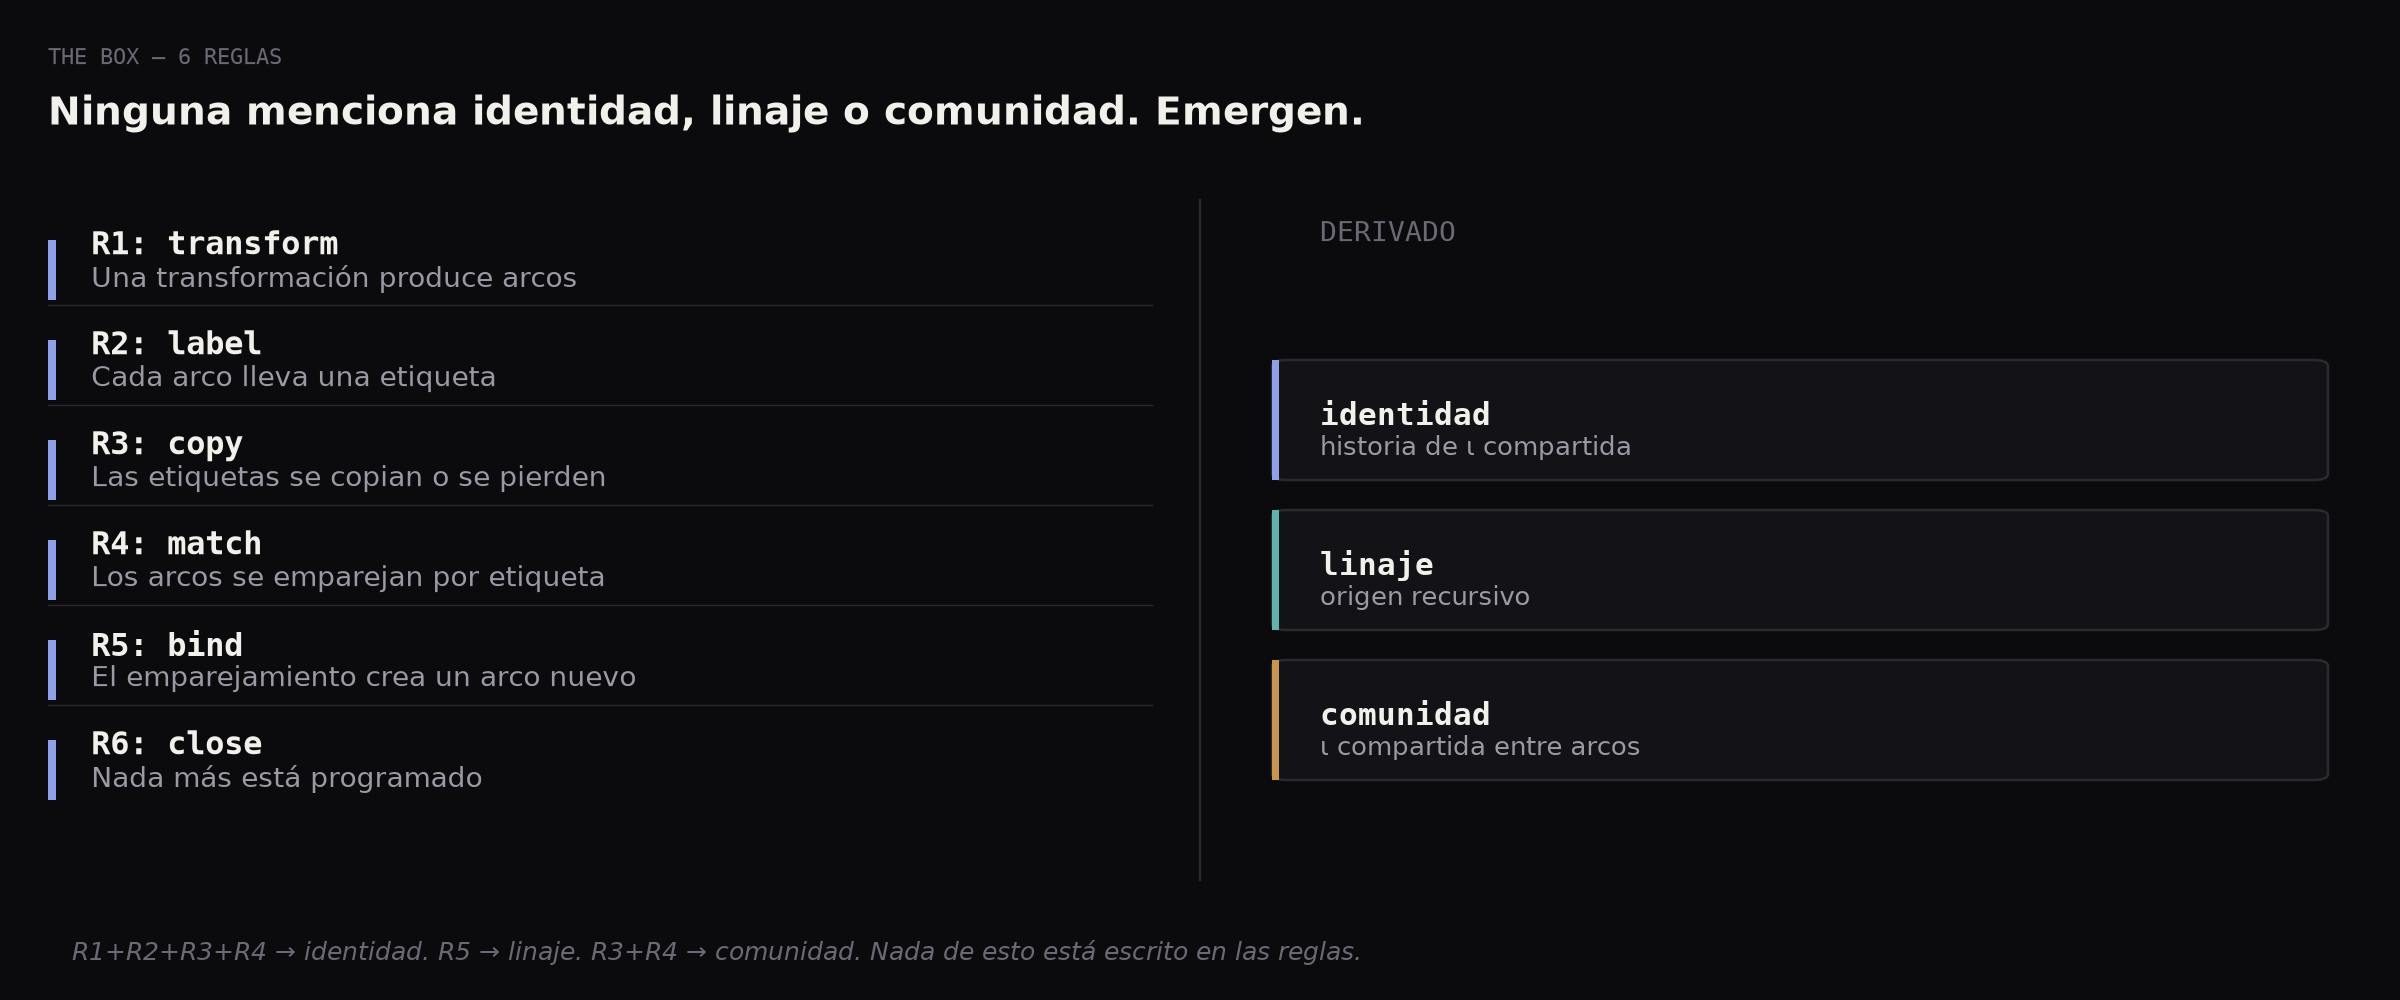 THE BOX — 6 REGLAS
Ninguna menciona identidad, linaje o comunidad. Emergen.
R1: transform
Una transformación produce arcos
R2: label
Cada arco lleva una etiqueta
R3: copy
Las etiquetas se copian o se pierden
R4: match
Los arcos se emparejan por etiqueta
R5: bind
El emparejamiento crea un arco nuevo
R6: close
Nada más está programado
DERIVADO
identidad
historia de ι compartida
linaje
origen recursivo
comunidad
ι compartida entre arcos
R1+R2+R3+R4 → identidad. R5 → linaje. R3+R4 → comunidad. Nada de esto está escrito en las reglas.